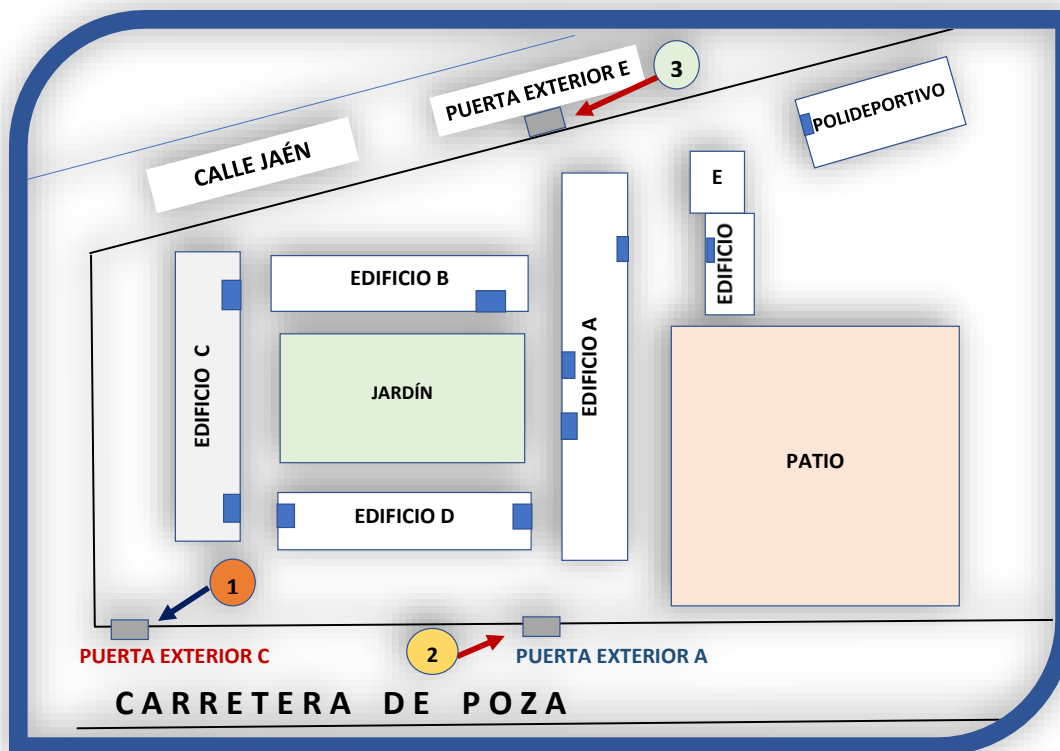 3
PUERTA EXTERIOR E
POLIDEPORTIVO
CALLE JAÉN
E
EDIFICIO
EDIFICIO B
EDIFICIO A
EDIFICIO C
JARDÍN
PATIO
EDIFICIO D
1
2
PUERTA EXTERIOR C
PUERTA EXTERIOR A
CARRETERA DE POZA